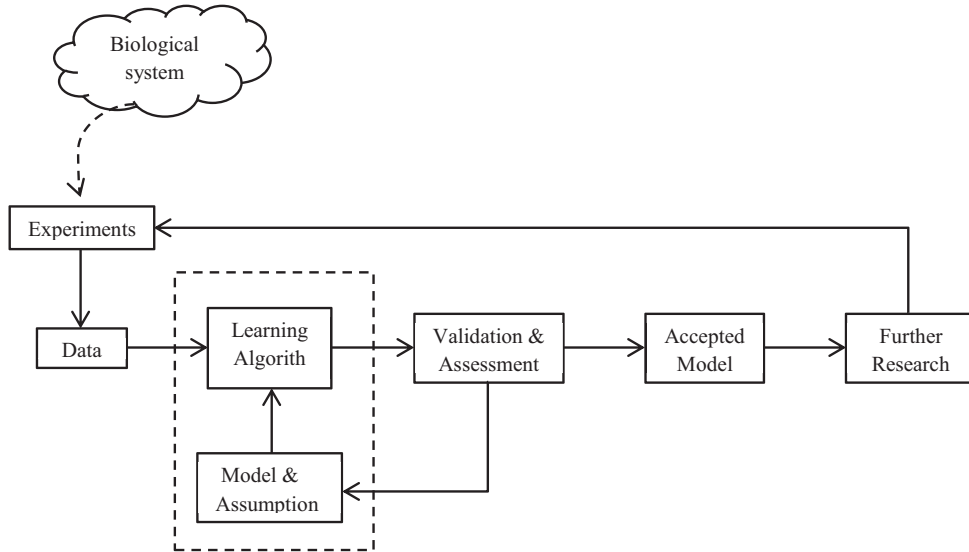 Biological
system
Experiments
Data
Learning
Algorith
Validation &
Assessment
Accepted
Model
Further
Research
Model &
Assumption